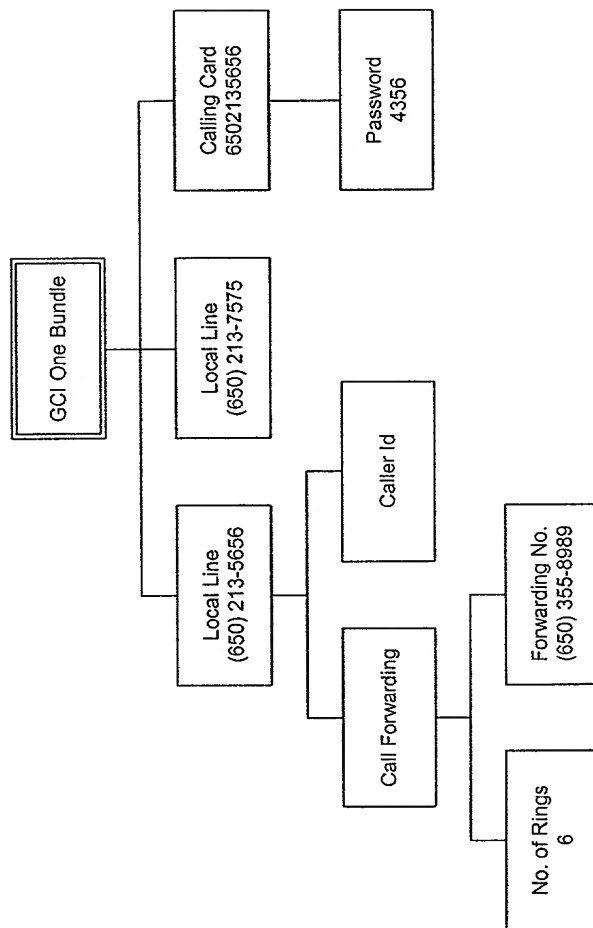 GCI One Bundle
Local Line
(650) 213-5656
Local Line
(650) 213-7575
Calling Card
6502135656
Call Forwarding
Caller Id
Password
4356
No. of Rings
6
Forwarding No.
(650) 355-8989